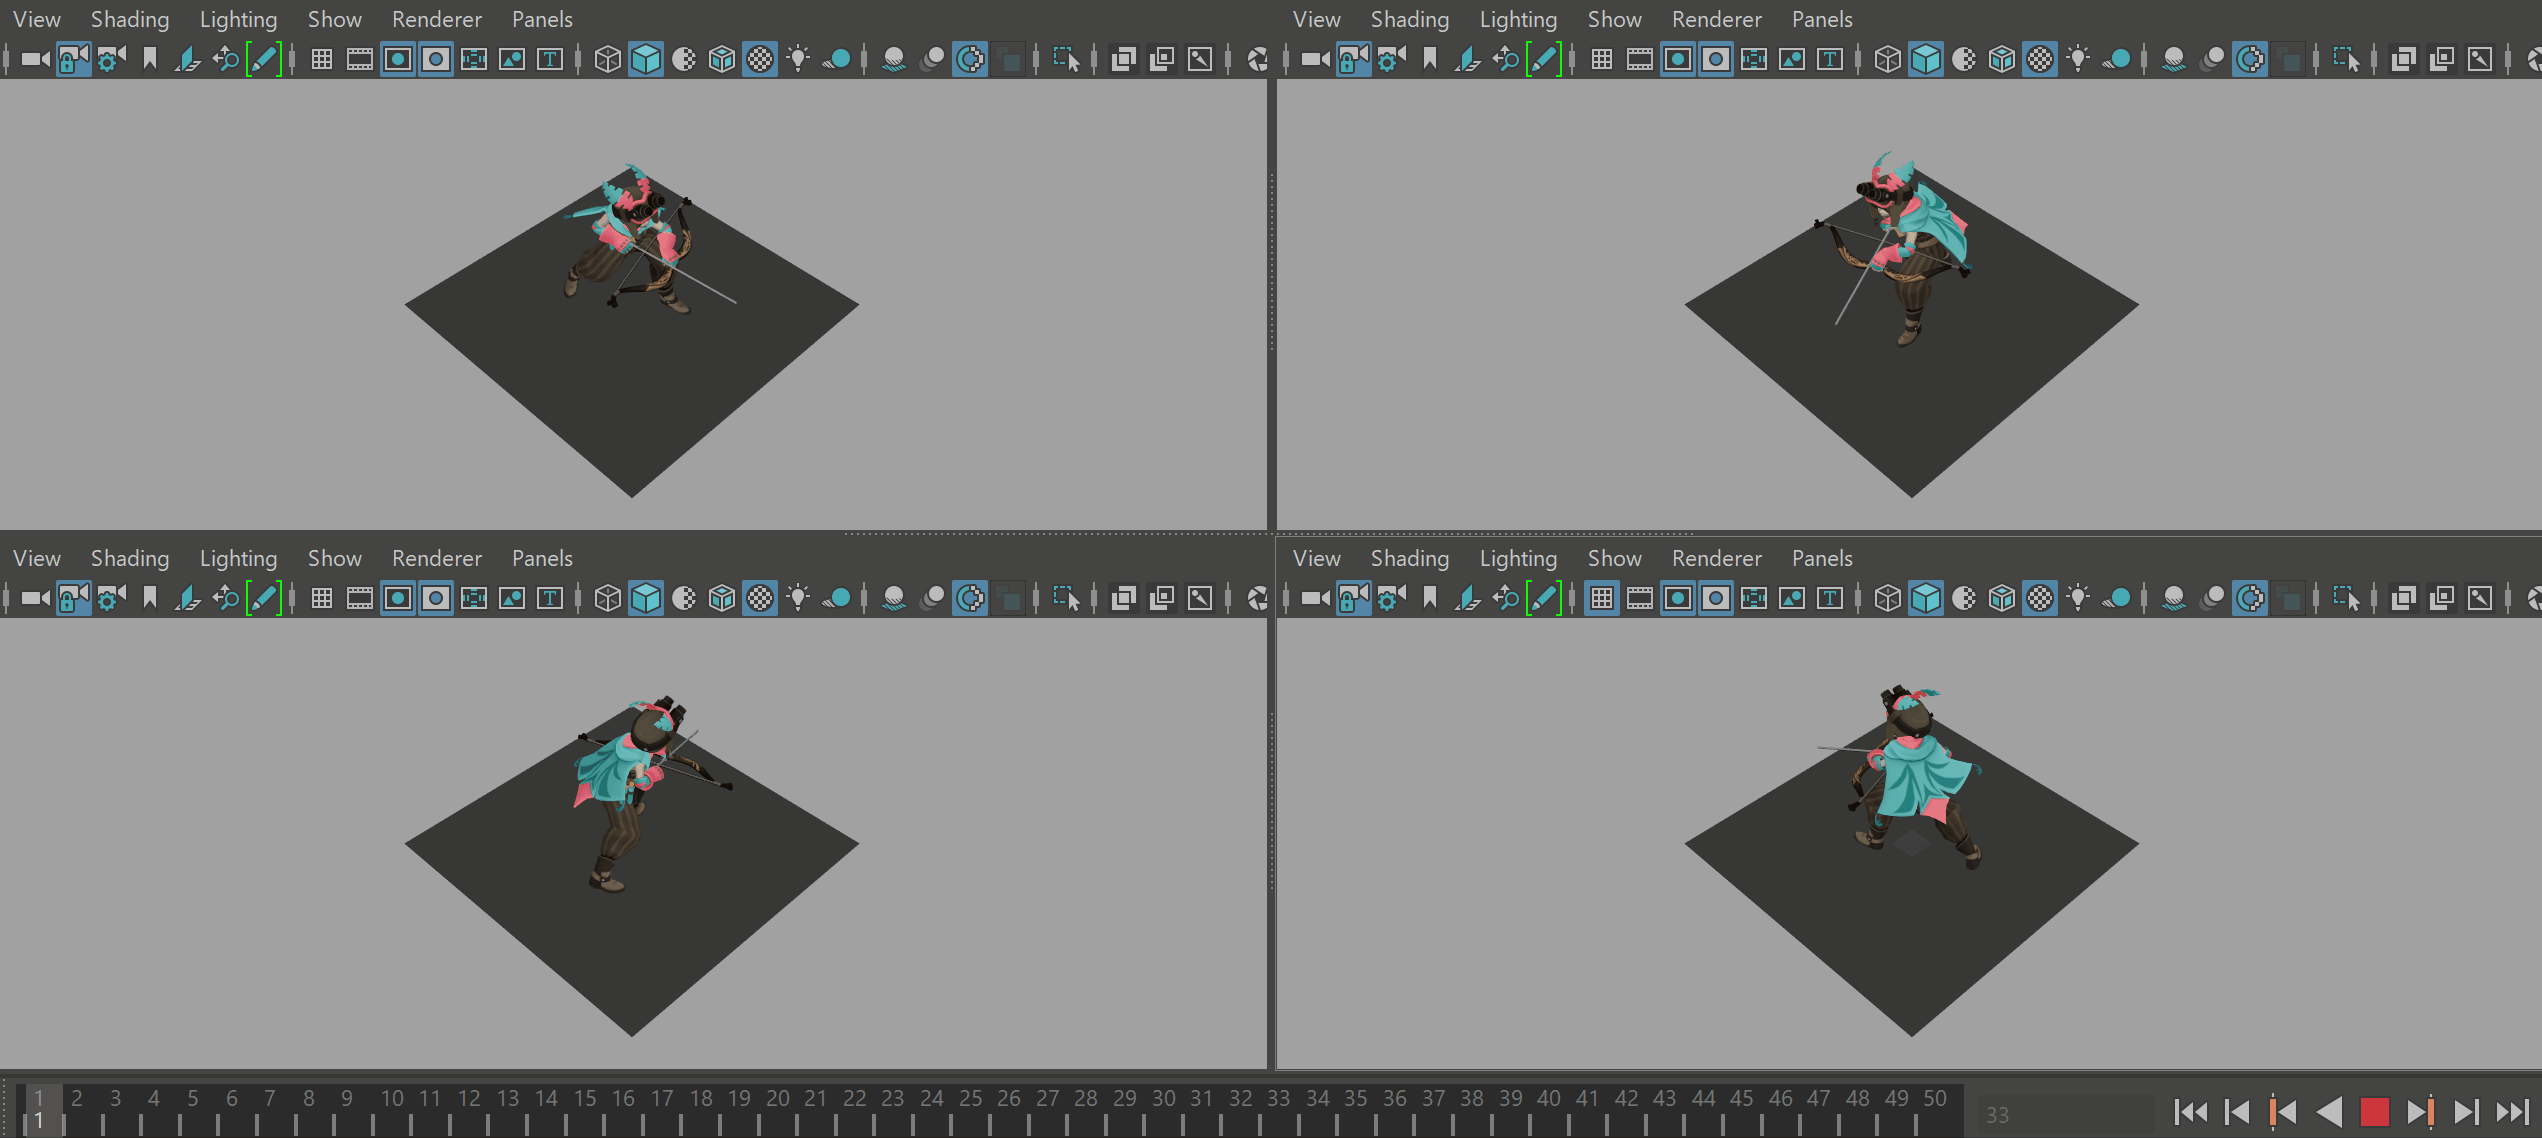 View Shading Lighting Show Renderer Panels
View Shading Lighting Show Renderer Panels
T
T
View Shading Lighting Show Renderer Panels
View Shading Lighting Show Renderer Panels
T
T
1 2 3 4 5 6 7 8 9 10 11 12 13 14 15 16 17 18 19 20 21 22 23 24 25 26 27 28 29 30 31 32 33 34 35 36 37 38 39 40 41 42 43 44 45 46 47 48 49 50
1
33